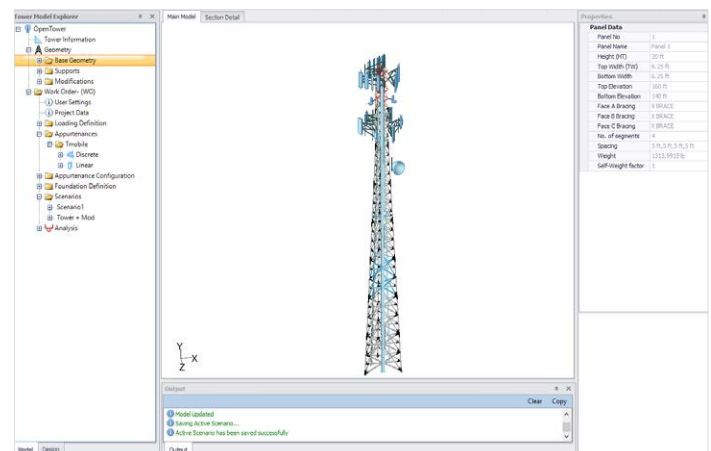 Tower Model Explorer
OpenTower
Tower Information
Geometry
Base Geometry
Supports
Modifications
Work Order- (WO)
User Settings
Project Data
Loading Definition
Appurtenances
Tmobile
Discrete
Linear
Appurtenance Configuration
Foundation Definition
Scenarios
Scenario1
Tower + Mod
Analysis
Model Design
Main Model Section Detail
Y
X
Z
Output
Clear Copy
Model Updated
Saving Active Scenario...
Active Scenario has been saved successfully
Output
Properties
Panel Data
Panel No 1
Panel Name Panel 1
Height (HT) 20 ft
Top Width (TW) 6.25 ft
Bottom Width 6.25 ft
Top Elevation 160 ft
Bottom Elevation 140 ft
Face A Bracing X BRACE
Face B Bracing X BRACE
Face C Bracing X BRACE
No. of segments 4
Spacing 5 ft,5 ft,5 ft,5 ft
Weight
Self-Weight factor 1